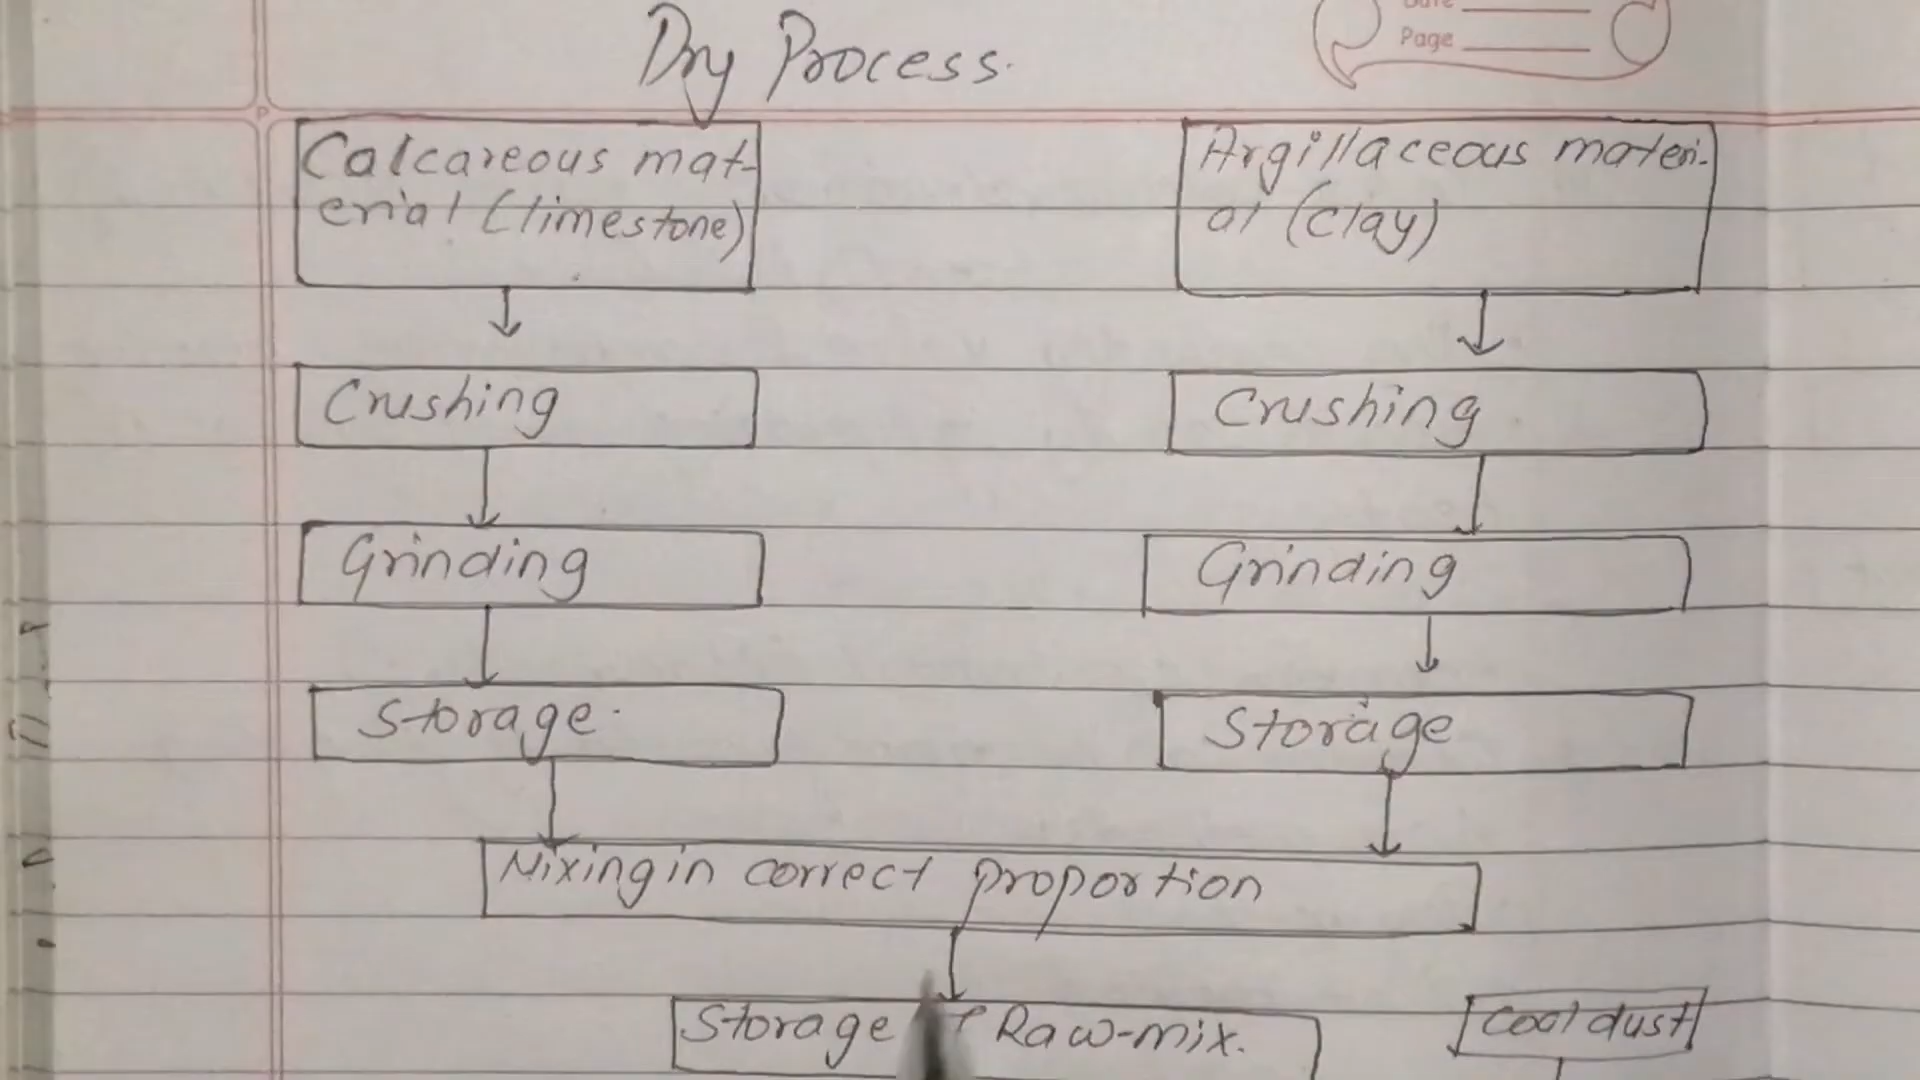 Date
Page
Dry Process.
Calcareous mat-
erial (limestone)
Argillaceous materi-
al (clay)
Crushing
Crushing
Grinding
Grinding
Storage
Storage
Mixing in correct proportion
Storage Raw-mix.
Coal dust